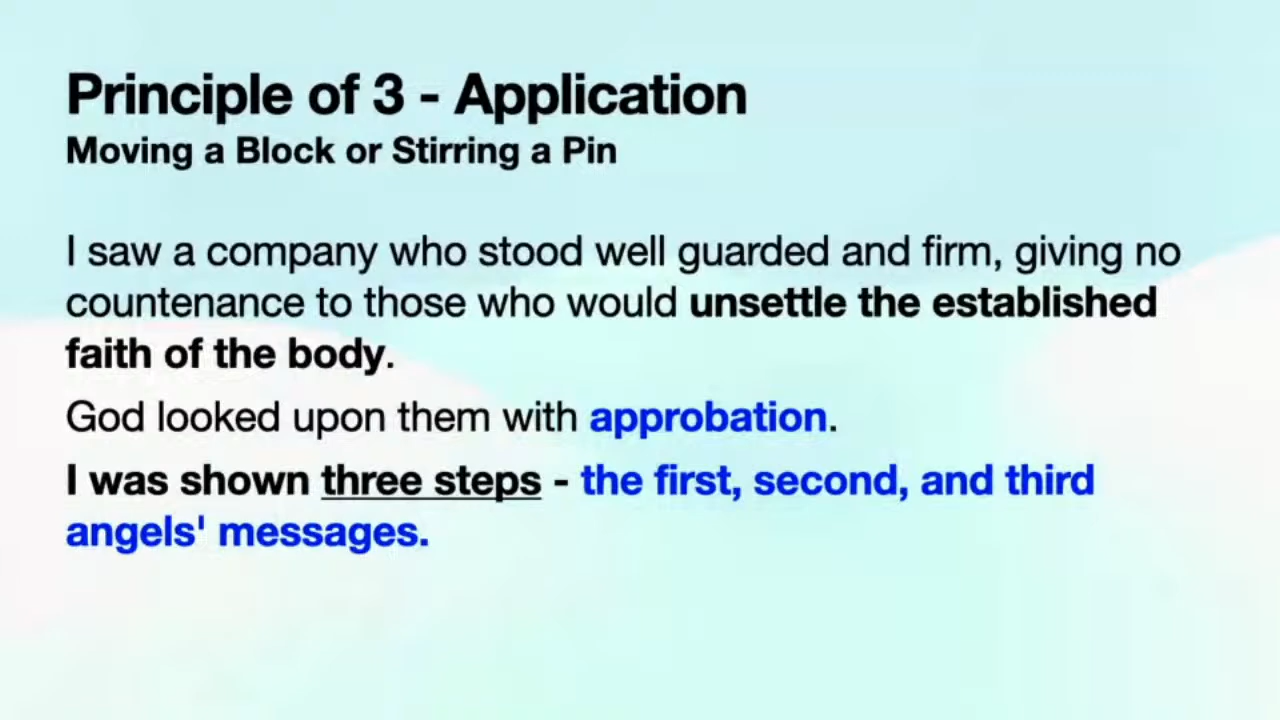 Principle of 3 - Application
Moving a Block or Stirring a Pin
I saw a company who stood well guarded and firm, giving no
countenance to those who would unsettle the established
faith of the body.
God looked upon them with approbation.
I was shown three steps - the first, second, and third
angels' messages.